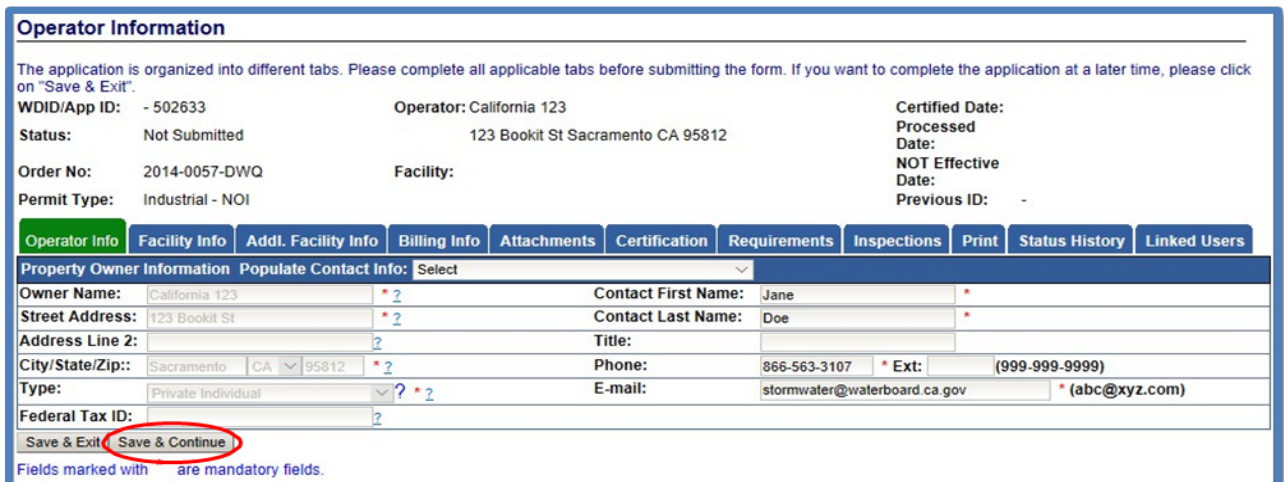 Operator Information
The application is organized into different tabs. Please complete all applicable tabs before submitting the form. If you want to complete the application at a later time, please click
on "Save & Exit".
WDID/App ID: - 502633 Operator: California 123 Certified Date:
Status: Not Submitted 123 Bookit St Sacramento CA 95812 Processed Date:
Order No: 2014-0057-DWQ Facility: NOT Effective Date:
Permit Type: Industrial - NOI Previous ID: -
Operator Info Facility Info Addl. Facility Info Billing Info Attachments Certification Requirements Inspections Print Status History Linked Users
Property Owner Information Populate Contact Info: Select
Owner Name: California 123 * ? Contact First Name: Jane *
Street Address: 123 Bookit St * ? Contact Last Name: Doe *
Address Line 2: ? Title:
City/State/Zip:: Sacramento CA 95812 * ? Phone: 866-563-3107 * Ext: (999-999-9999)
Type: Private Individual ? * ? E-mail: stormwater@waterboard.ca.gov * (abc@xyz.com)
Federal Tax ID: ?
Save & Exit Save & Continue
Fields marked with * are mandatory fields.